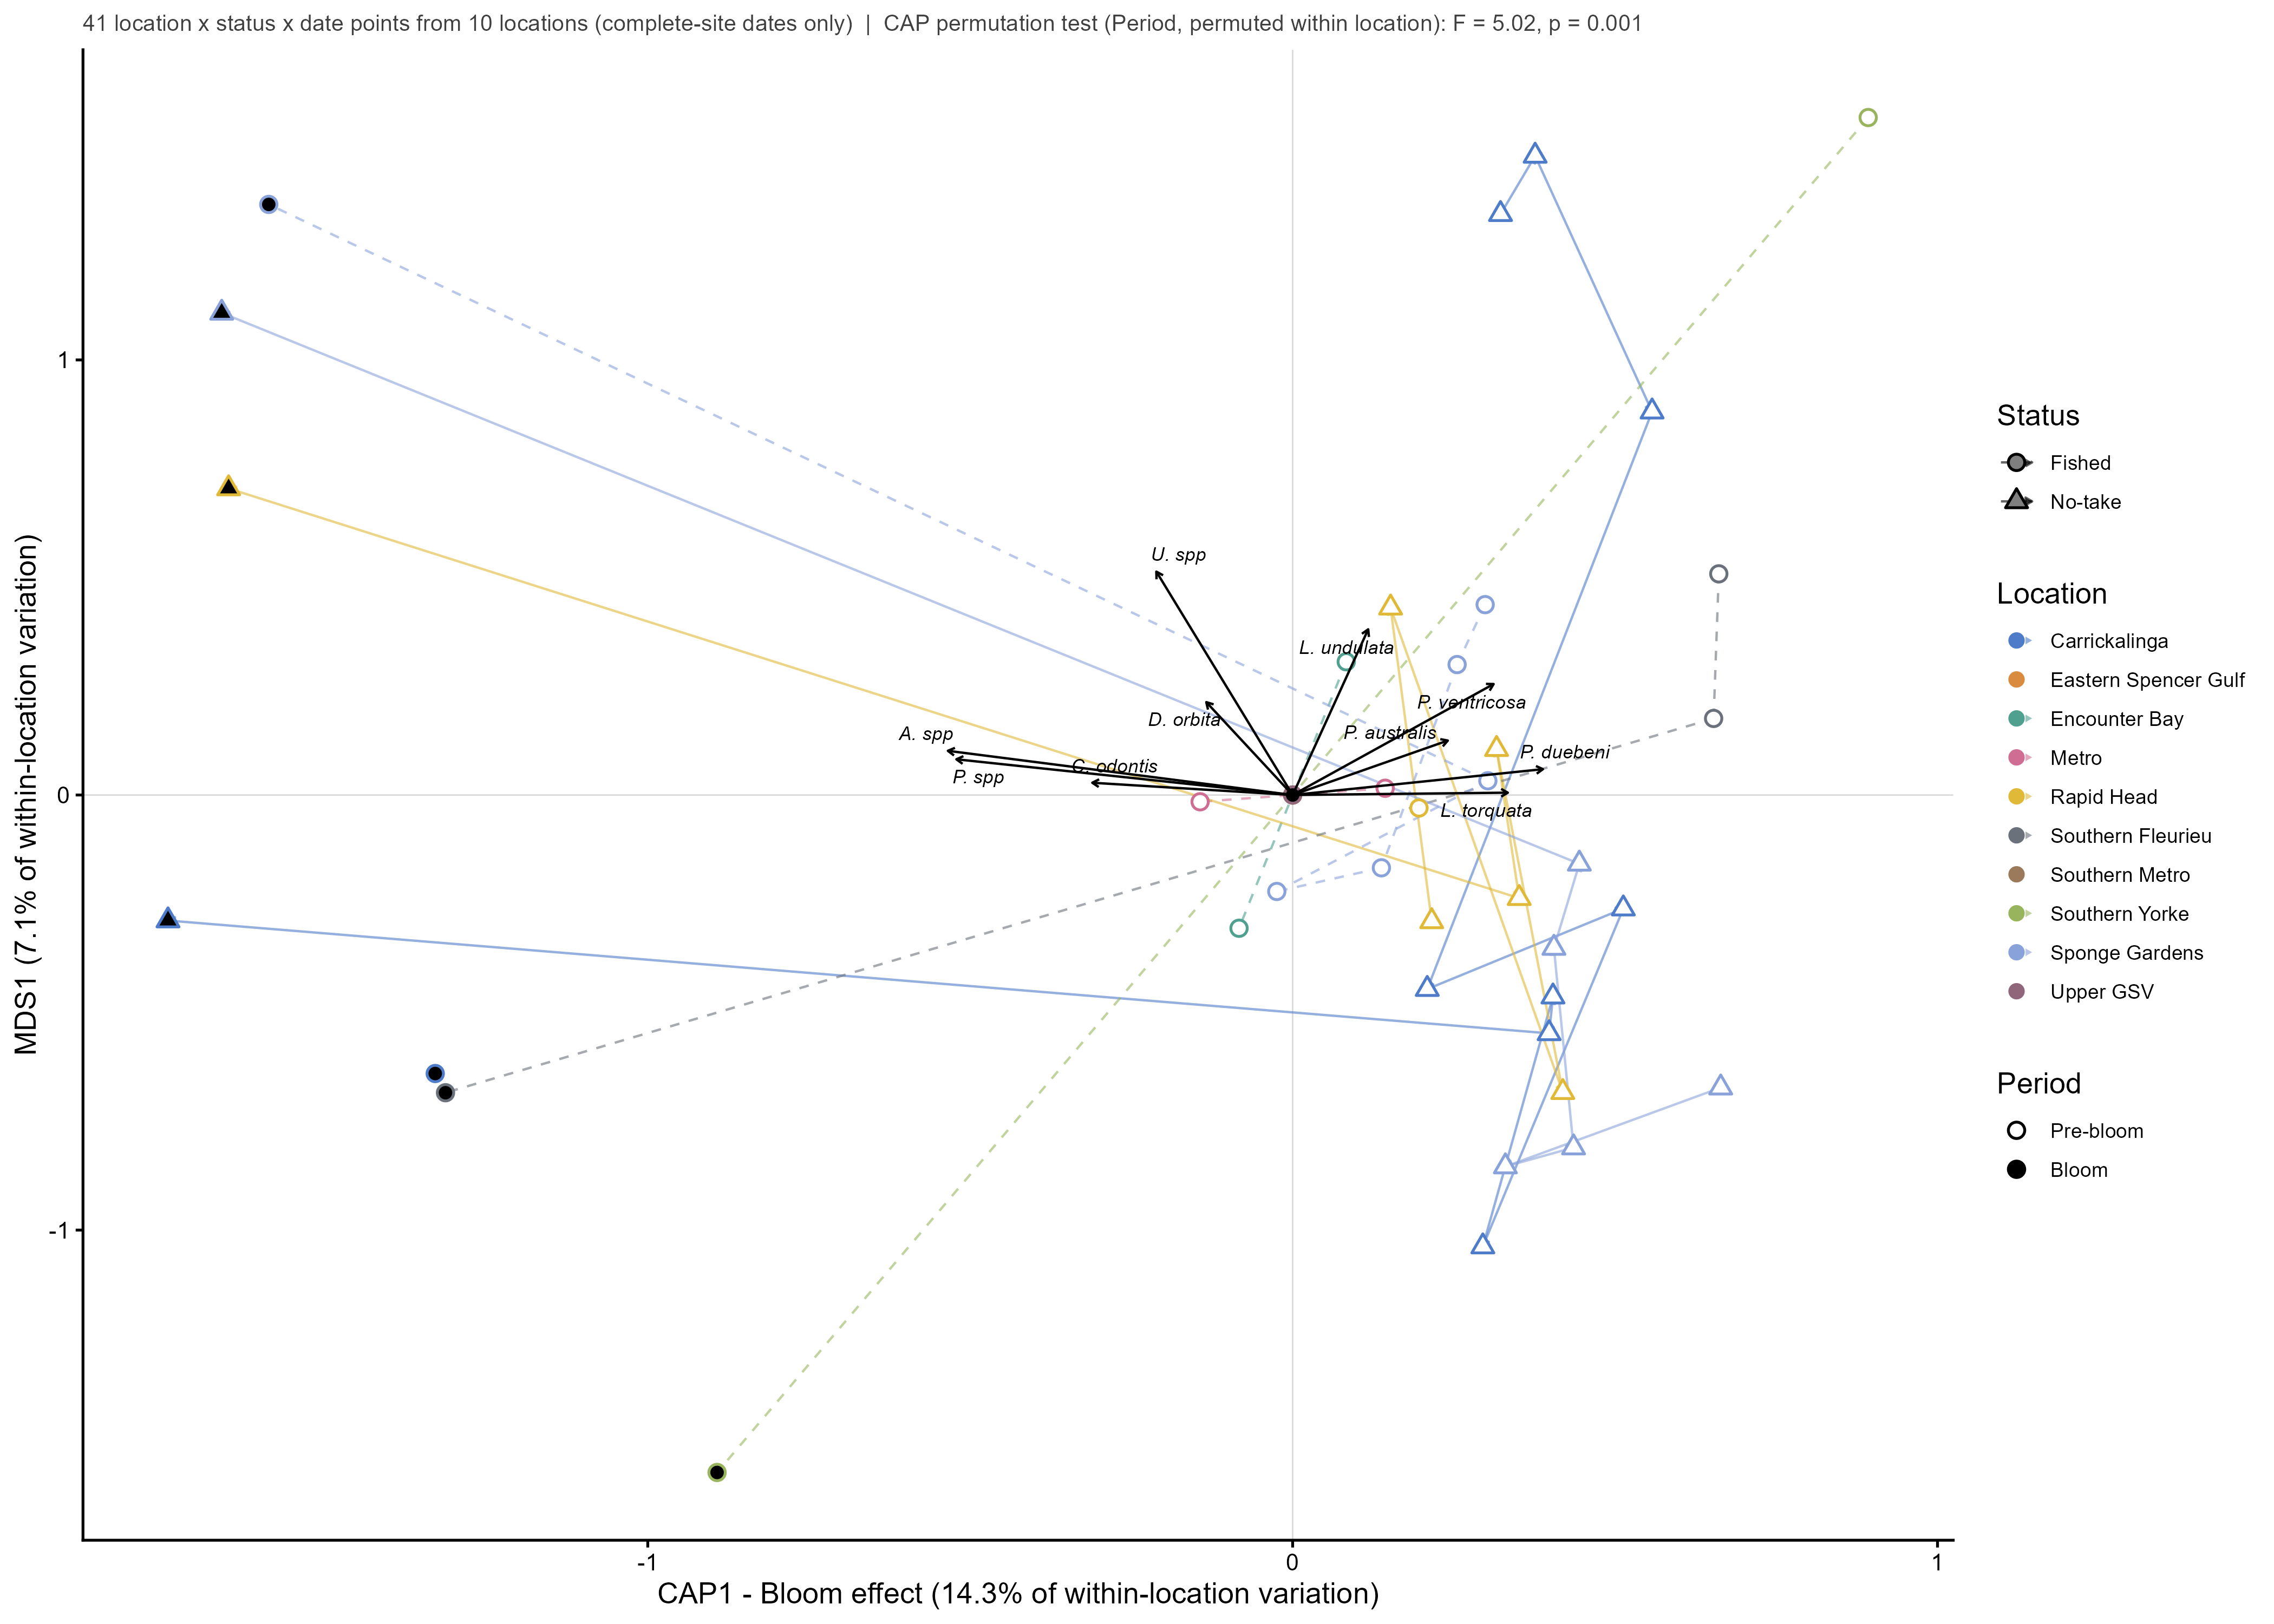 41 location x status x date points from 10 locations (complete-site dates only)  |  CAP permutation test (Period, permuted within location): F = 5.02, p = 0.001
MDS1 (7.1% of within-location variation)
1
0
-1
U. spp
L. undulata
P. ventricosa
D. orbita
P. australis
A. spp
P. duebeni
C. odontis
P. spp
L. torquata
-1
0
1
CAP1 - Bloom effect (14.3% of within-location variation)
Status
Fished
No-take
Location
Carrickalinga
Eastern Spencer Gulf
Encounter Bay
Metro
Rapid Head
Southern Fleurieu
Southern Metro
Southern Yorke
Sponge Gardens
Upper GSV
Period
Pre-bloom
Bloom